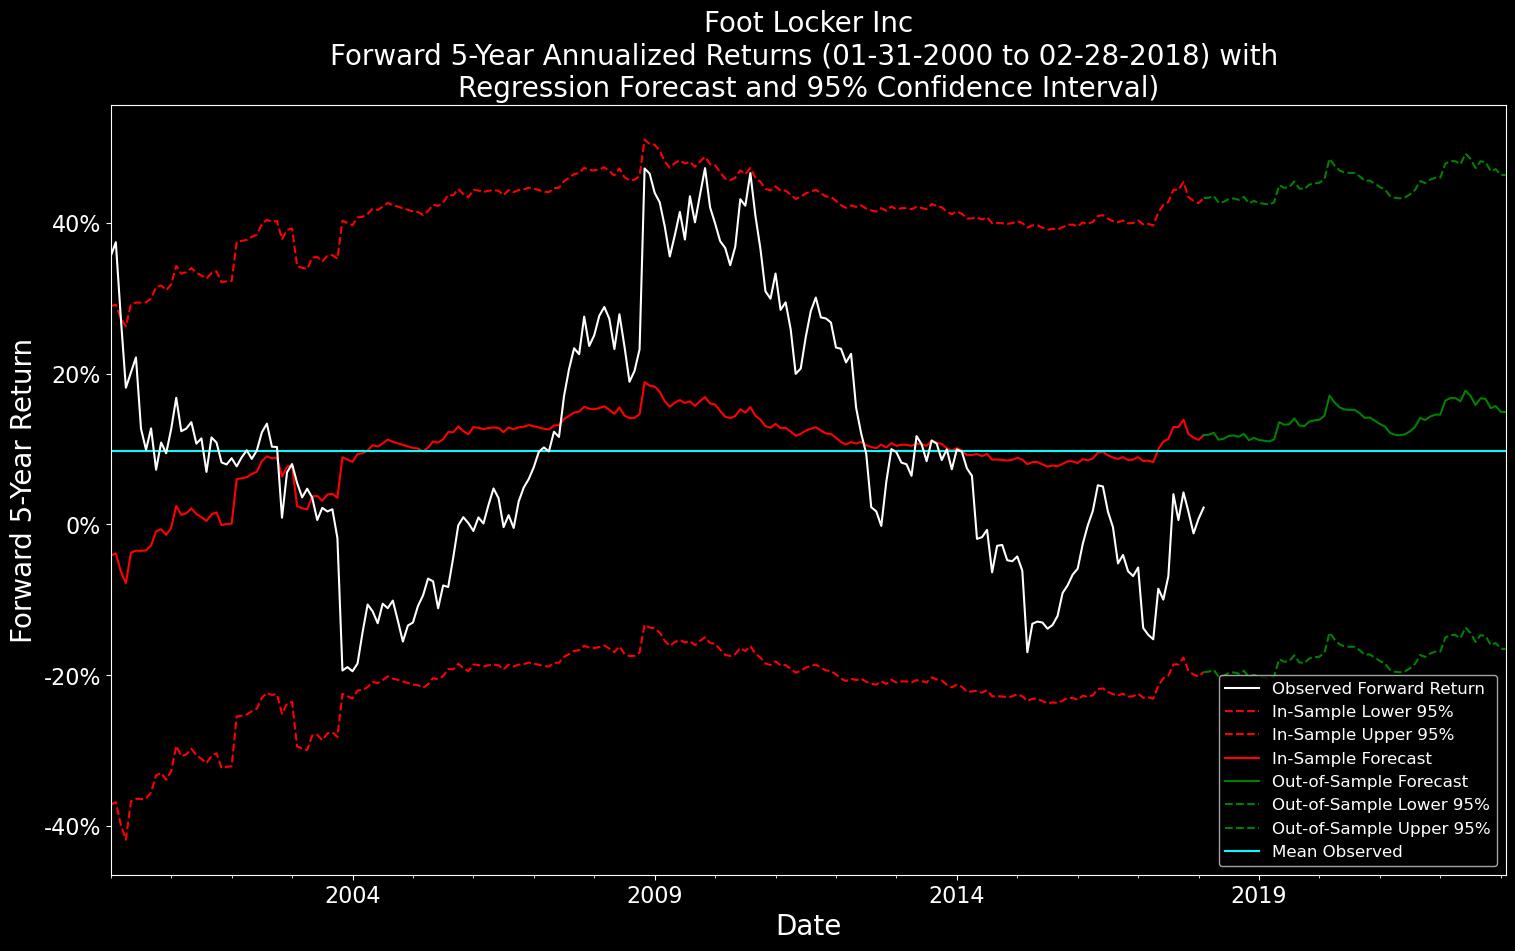 Foot Locker Inc
Forward 5-Year Annualized Returns (01-31-2000 to 02-28-2018) with
Regression Forecast and 95% Confidence Interval)
Forward 5-Year Return
40%
20%
0%
-20%
-40%
Observed Forward Return
In-Sample Lower 95%
In-Sample Upper 95%
In-Sample Forecast
Out-of-Sample Forecast
Out-of-Sample Lower 95%
Out-of-Sample Upper 95%
Mean Observed
2004
2009
2014
2019
Date